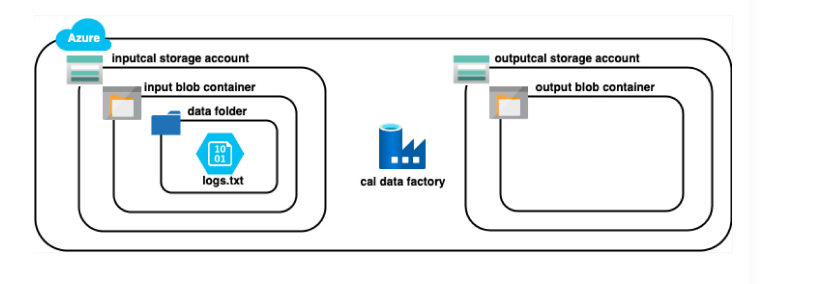 Azure
inputcal storage account
outputcal storage account
input blob container
output blob container
data folder
10
01
logs.txt
cal data factory